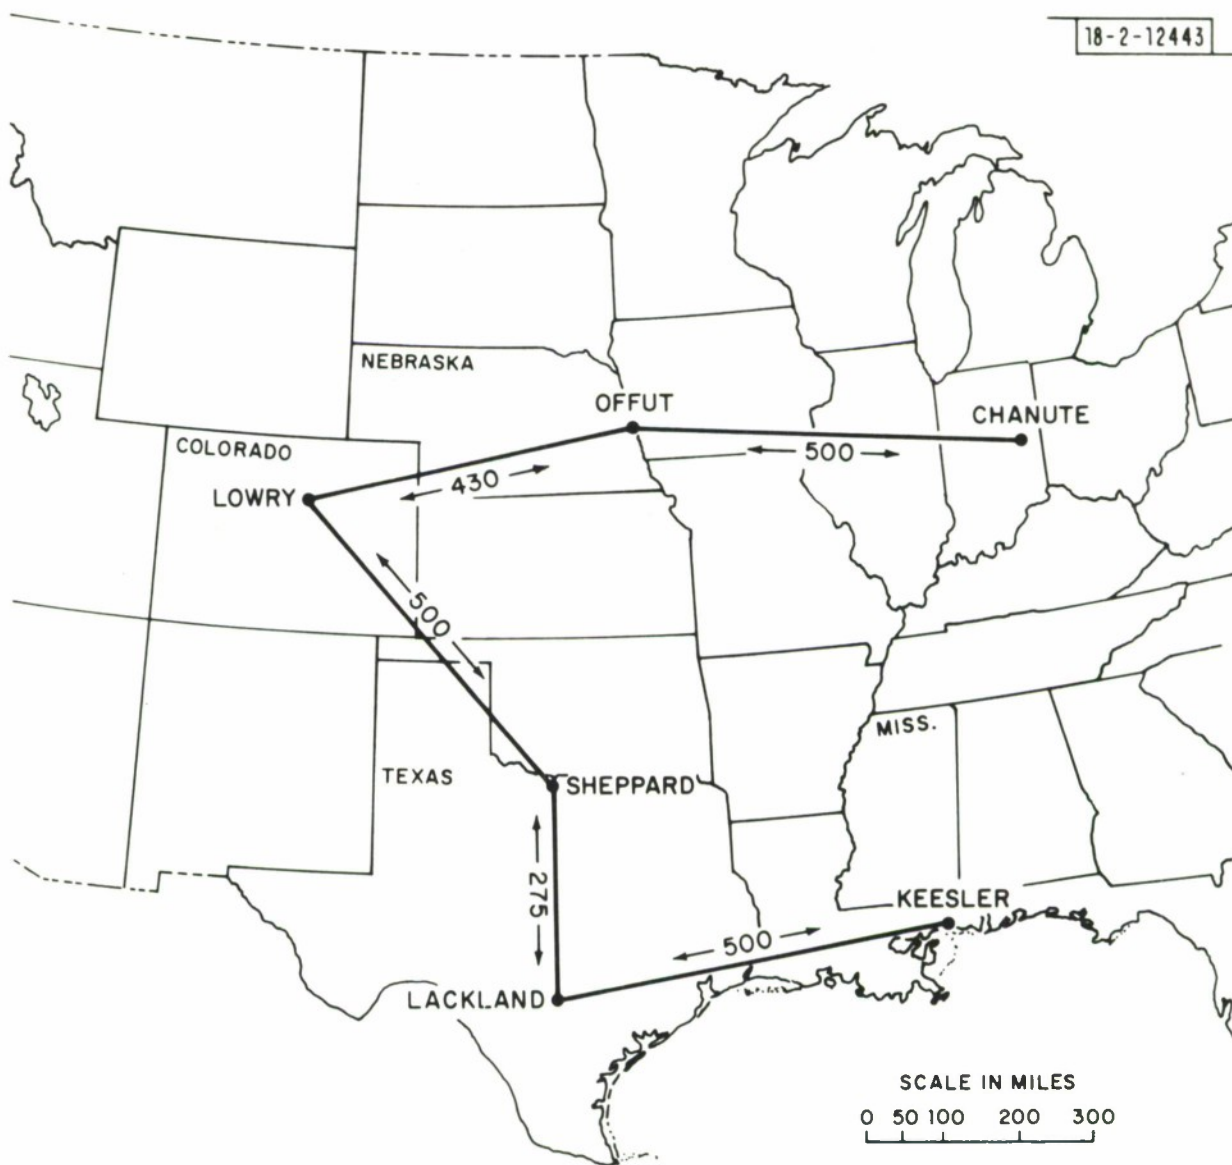 18-2-12443
NEBRASKA
OFFUT
CHANUTE
COLORADO
500
430
LOWRY
500
MISS.
TEXAS
SHEPPARD
275
KEESLER
500
LACKLAND
SCALE IN MILES
0 50 100 200 300